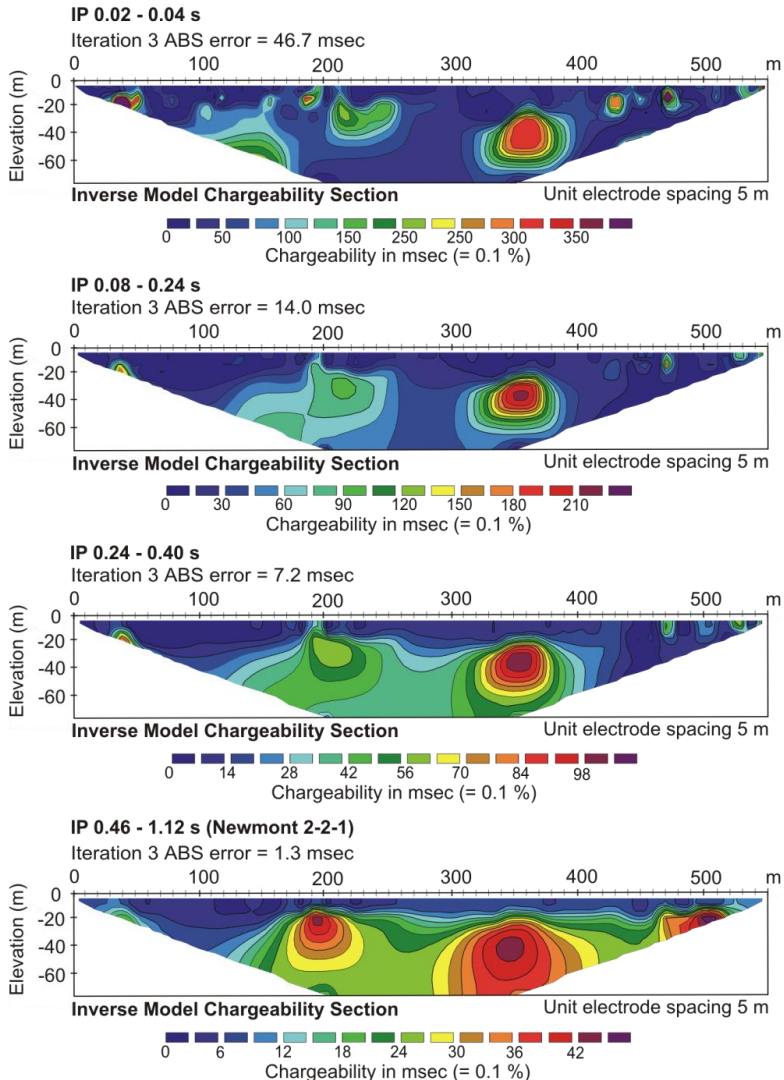 IP 0.02 - 0.04 s
Iteration 3 ABS error = 46.7 msec
0 100 200 300 400 500 m
Elevation (m)
0
-20
-40
-60
Inverse Model Chargeability Section Unit electrode spacing 5 m
0 50 100 150 250 250 300 350
Chargeability in msec (= 0.1 %)
IP 0.08 - 0.24 s
Iteration 3 ABS error = 14.0 msec
0 100 200 300 400 500 m
Elevation (m)
0
-20
-40
-60
Inverse Model Chargeability Section Unit electrode spacing 5 m
0 30 60 90 120 150 180 210
Chargeability in msec (= 0.1 %)
IP 0.24 - 0.40 s
Iteration 3 ABS error = 7.2 msec
0 100 200 300 400 500 m
Elevation (m)
0
-20
-40
-60
Inverse Model Chargeability Section Unit electrode spacing 5 m
0 14 28 42 56 70 84 98
Chargeability in msec (= 0.1 %)
IP 0.46 - 1.12 s (Newmont 2-2-1)
Iteration 3 ABS error = 1.3 msec
0 100 200 300 400 500 m
Elevation (m)
0
-20
-40
-60
Inverse Model Chargeability Section Unit electrode spacing 5 m
0 6 12 18 24 30 36 42
Chargeability in msec (= 0.1 %)